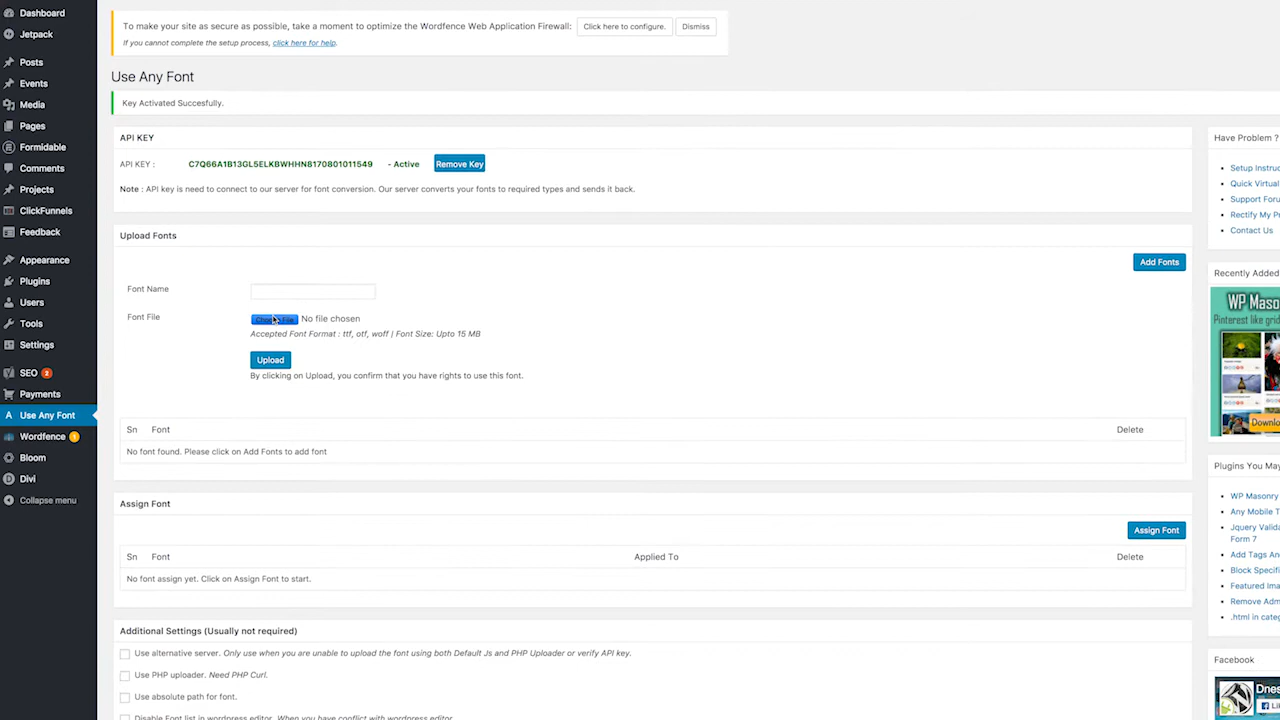 Dashboard
Jetpack
Posts
Events
Media
Pages
Formidable
Comments
Projects
ClickFunnels
Feedback
Appearance
Plugins
Users
Tools
Settings
SEO 2
Payments
Use Any Font
Wordfence 1
Bloom
Divi
Collapse menu
To make your site as secure as possible, take a moment to optimize the Wordfence Web Application Firewall: Click here to configure. Dismiss
If you cannot complete the setup process, click here for help.
Use Any Font
Key Activated Succesfully.
API KEY
API KEY : C7Q66A1B13GL5ELKBWHHN8170801011549 - Active Remove Key
Note : API key is need to connect to our server for font conversion. Our server converts your fonts to required types and sends it back.
Upload Fonts
Add Fonts
Font Name
Font File Choose File No file chosen
Accepted Font Format : ttf, otf, woff | Font Size: Upto 15 MB
Upload
By clicking on Upload, you confirm that you have rights to use this font.
Sn Font Delete
No font found. Please click on Add Fonts to add font
Assign Font
Assign Font
Sn Font Applied To Delete
No font assign yet. Click on Assign Font to start.
Additional Settings (Usually not required)
Use alternative server. Only use when you are unable to upload the font using both Default Js and PHP Uploader or verify API key.
Use PHP uploader. Need PHP Curl.
Use absolute path for font.
Disable Font list in wordpress editor. When you have conflict with wordpress editor.
Have Problem ?
Setup Instruc
Quick Virtual
Support Foru
Rectify My P
Contact Us
Recently Added
WP Mason
Pinterest like grid
Downlo
Plugins You May
WP Masonry
Any Mobile T
Jquery Valida
Form 7
Add Tags An
Block Specifi
Featured Ima
Remove Adm
.html in categ
Facebook
Dnes
Li